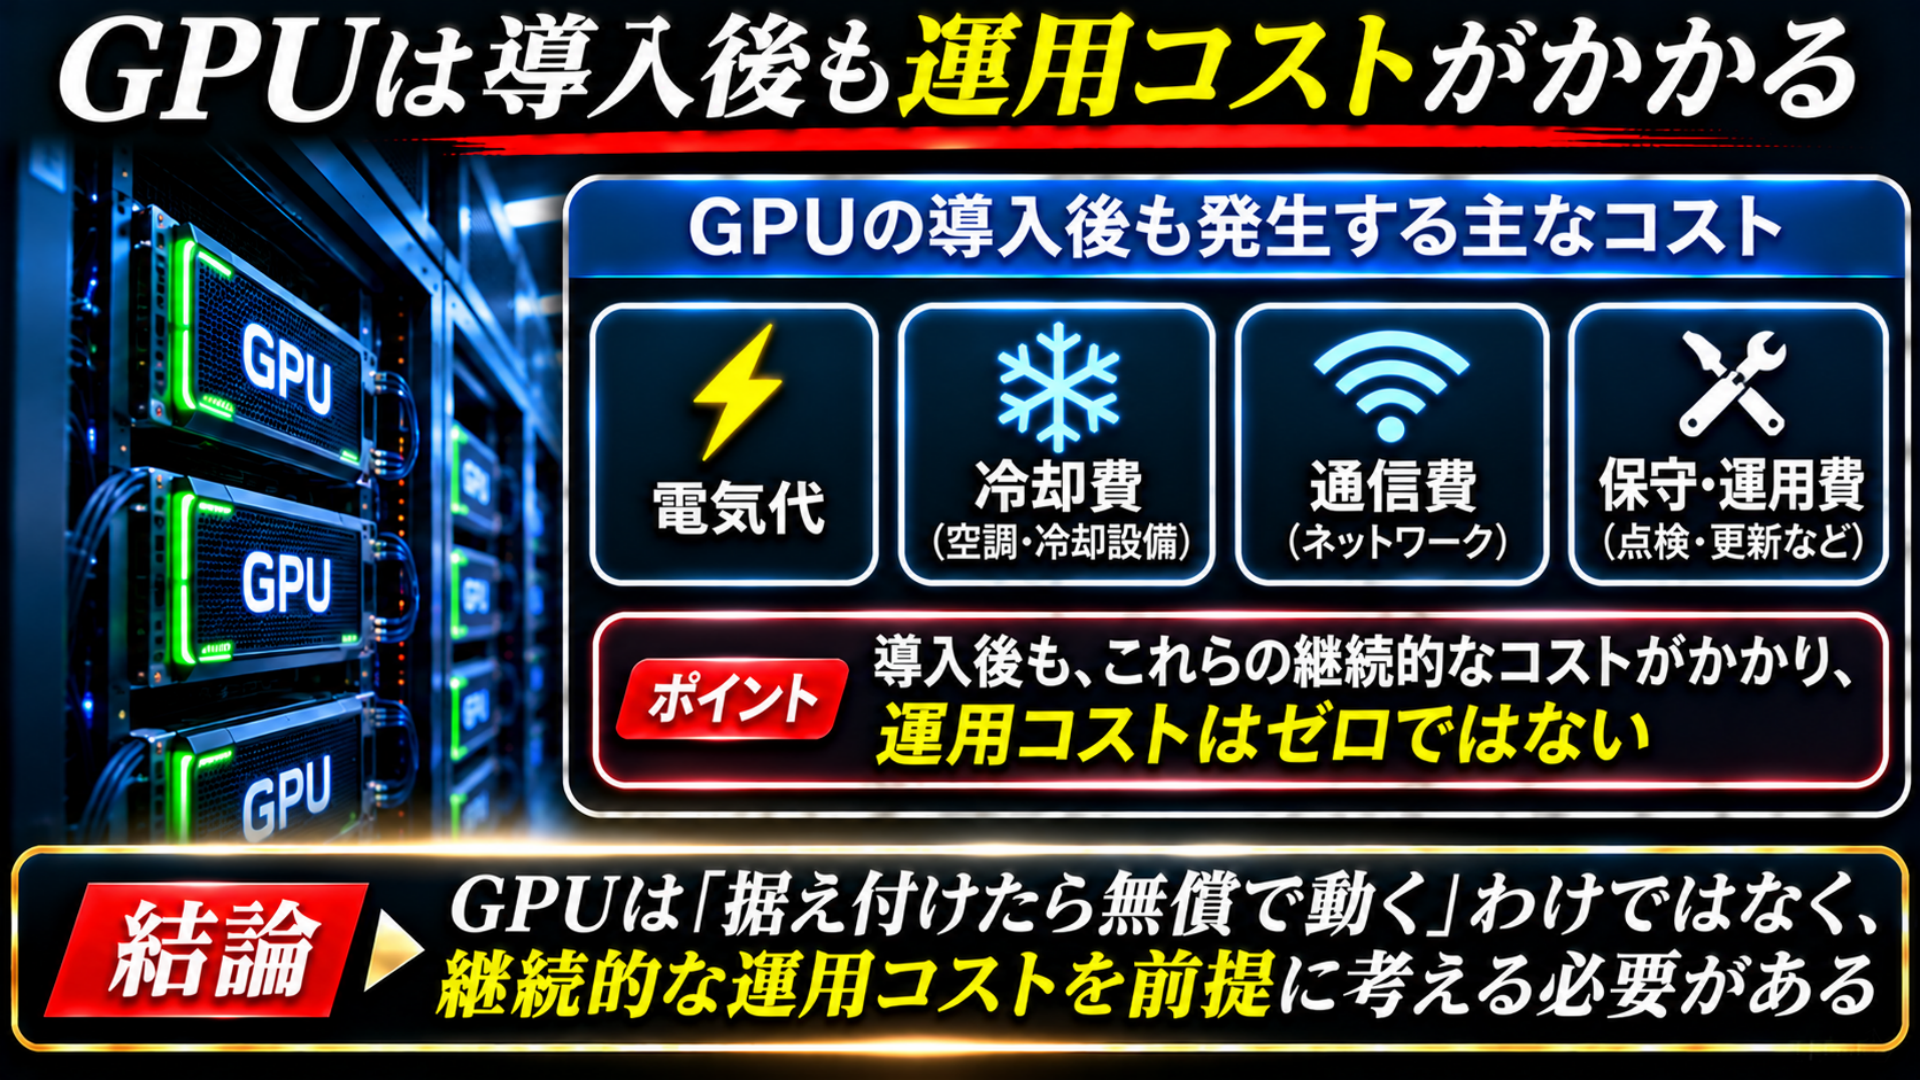 GPUは導入後も運用コストがかかる
GPUの導入後も発生する主なコスト
GPU
GPU
GPU
GPU
GPU
GPU
電気代
冷却費
(空調・冷却設備)
通信費
(ネットワーク)
保守・運用費
(点検・更新など)
ポイント
導入後も、これらの継続的なコストがかかり、
運用コストはゼロではない
結論
GPUは「据え付けたら無償で動く」わけではなく、
継続的な運用コストを前提に考える必要がある